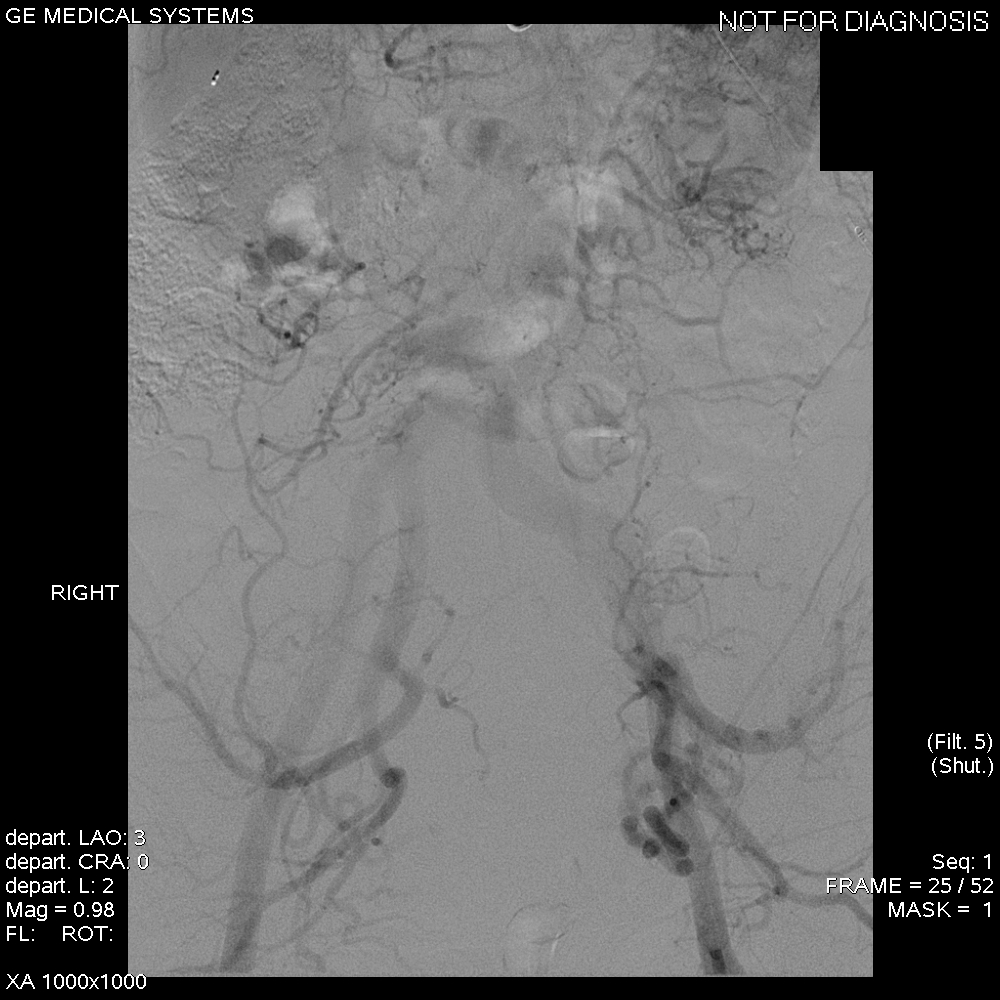 GE MEDICAL SYSTEMS
NOT FOR DIAGNOSIS
RIGHT
(Filt. 5)
(Shut.)
depart. LAO: 3
depart. CRA: 0
depart. L: 2
Mag = 0.98
FL: ROT:
Seq: 1
FRAME = 25 / 52
MASK = 1
XA 1000x1000